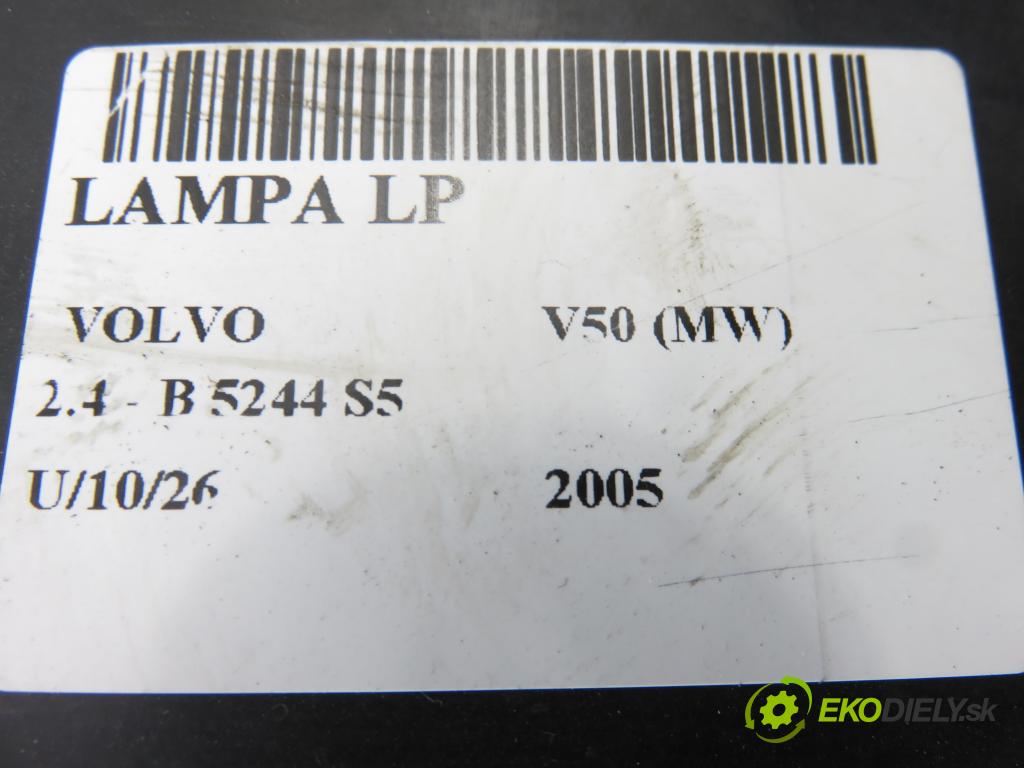 LAMPA LP
VOLVO V50 (MW)
2.4 - B 5244 S5
U/10/26 2005
EKODIELY.sk